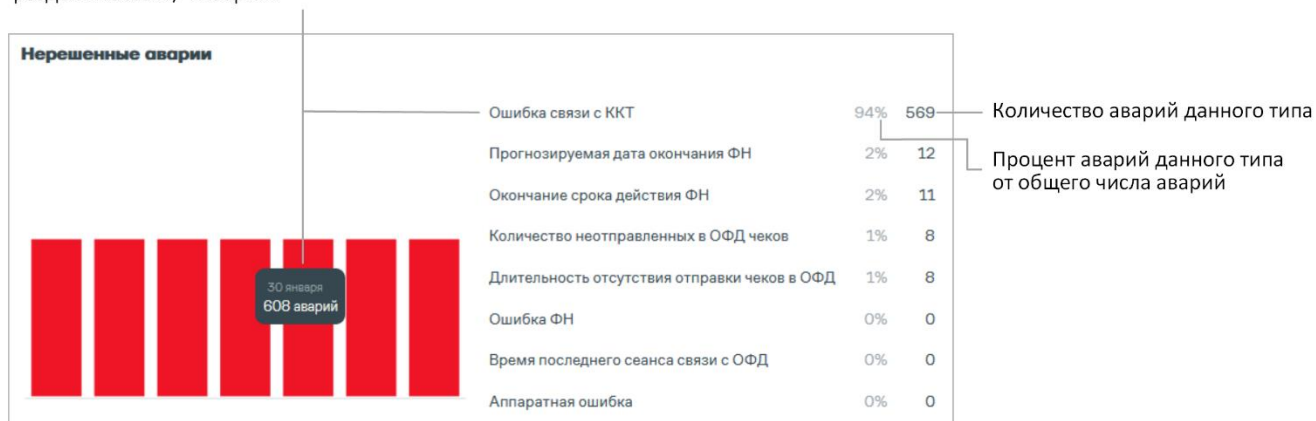 Нерешенные аварии
Ошибка связи с ККТ 94% 569
Количество аварий данного типа
Прогнозируемая дата окончания ФН 2% 12
Процент аварий данного типа
от общего числа аварий
Окончание срока действия ФН 2% 11
Количество неотправленных в ОФД чеков 1% 8
Длительность отсутствия отправки чеков в ОФД 1% 8
30 января
608 аварий
Ошибка ФН 0% 0
Время последнего сеанса связи с ОФД 0% 0
Аппаратная ошибка 0% 0